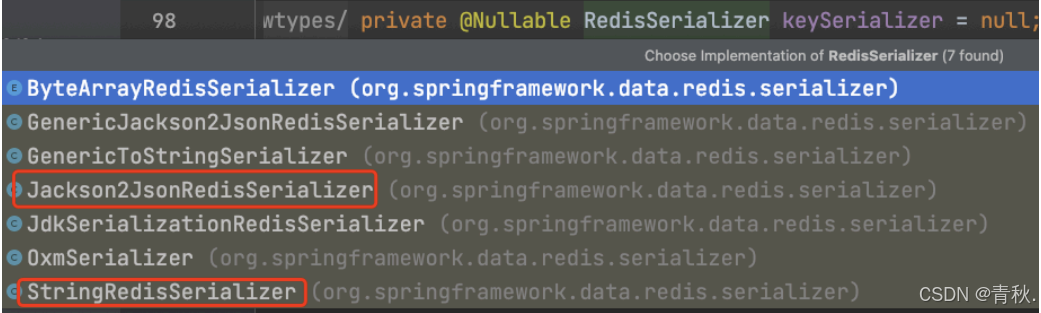 98 wtypes/ private @Nullable RedisSerializer keySerializer = null;
Choose Implementation of RedisSerializer (7 found)
ByteArrayRedisSerializer (org.springframework.data.redis.serializer)
GenericJackson2JsonRedisSerializer (org.springframework.data.redis.serializer)
GenericToStringSerializer (org.springframework.data.redis.serializer)
Jackson2JsonRedisSerializer (org.springframework.data.redis.serializer)
JdkSerializationRedisSerializer (org.springframework.data.redis.serializer)
OxmSerializer (org.springframework.data.redis.serializer)
StringRedisSerializer (org.springframework.data.redis.serializer)
CSDN @青秋.